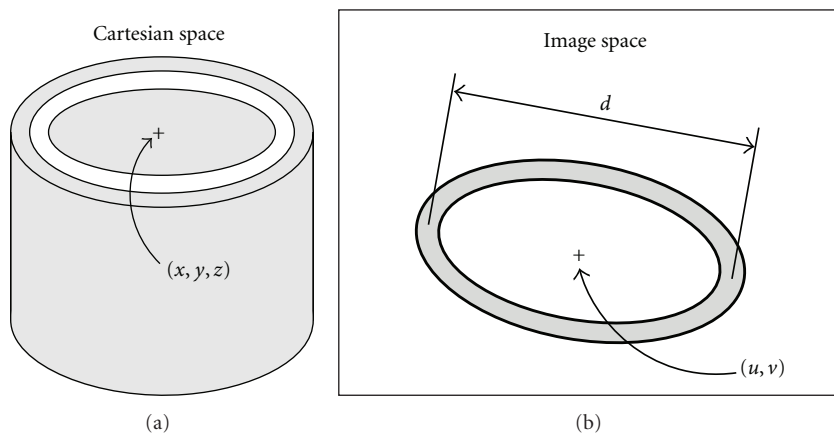 Cartesian space
(x, y, z)
(a)
Image space
d
(u, v)
(b)